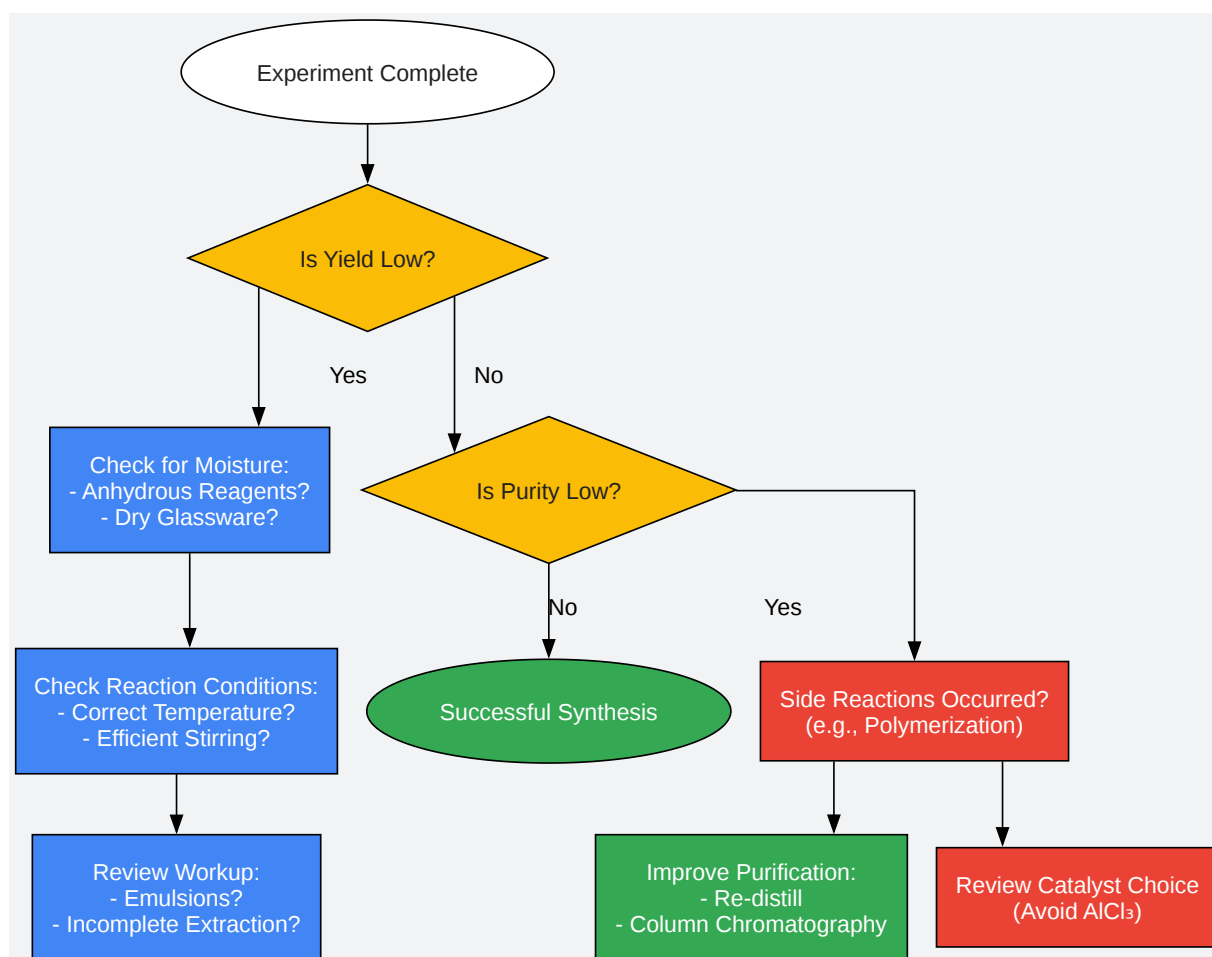 Experiment Complete
Is Yield Low?
Yes
No
Check for Moisture:
- Anhydrous Reagents?
- Dry Glassware?
Is Purity Low?
No
Yes
Check Reaction Conditions:
- Correct Temperature?
- Efficient Stirring?
Successful Synthesis
Side Reactions Occurred?
(e.g., Polymerization)
Review Workup:
- Emulsions?
- Incomplete Extraction?
Improve Purification:
- Re-distill
- Column Chromatography
Review Catalyst Choice
(Avoid AlCl₃)